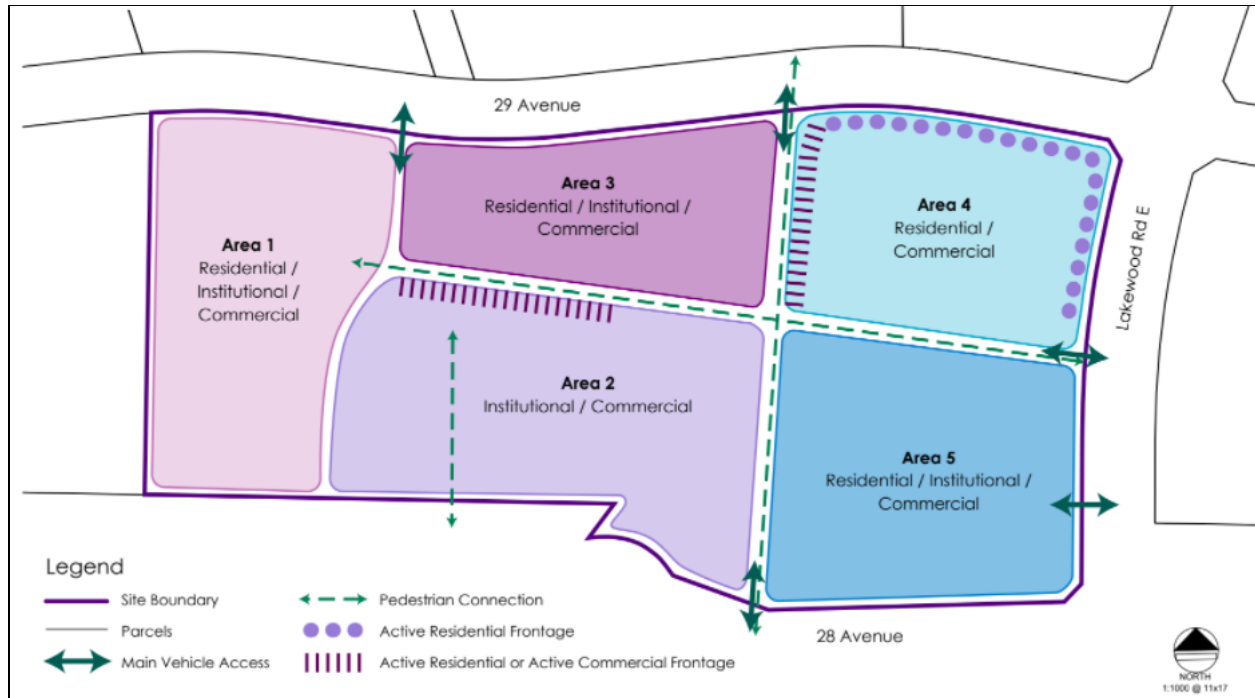 29 Avenue
Area 3
Residential / Institutional /
Commercial
Area 4
Residential /
Commercial
Area 1
Residential /
Institutional /
Commercial
Lakewood Rd E
Area 2
Institutional / Commercial
Area 5
Residential / Institutional /
Commercial
28 Avenue
Legend
Site Boundary
Parcels
Main Vehicle Access
Pedestrian Connection
Active Residential Frontage
Active Residential or Active Commercial Frontage
NORTH
1:1000 @ 11x17